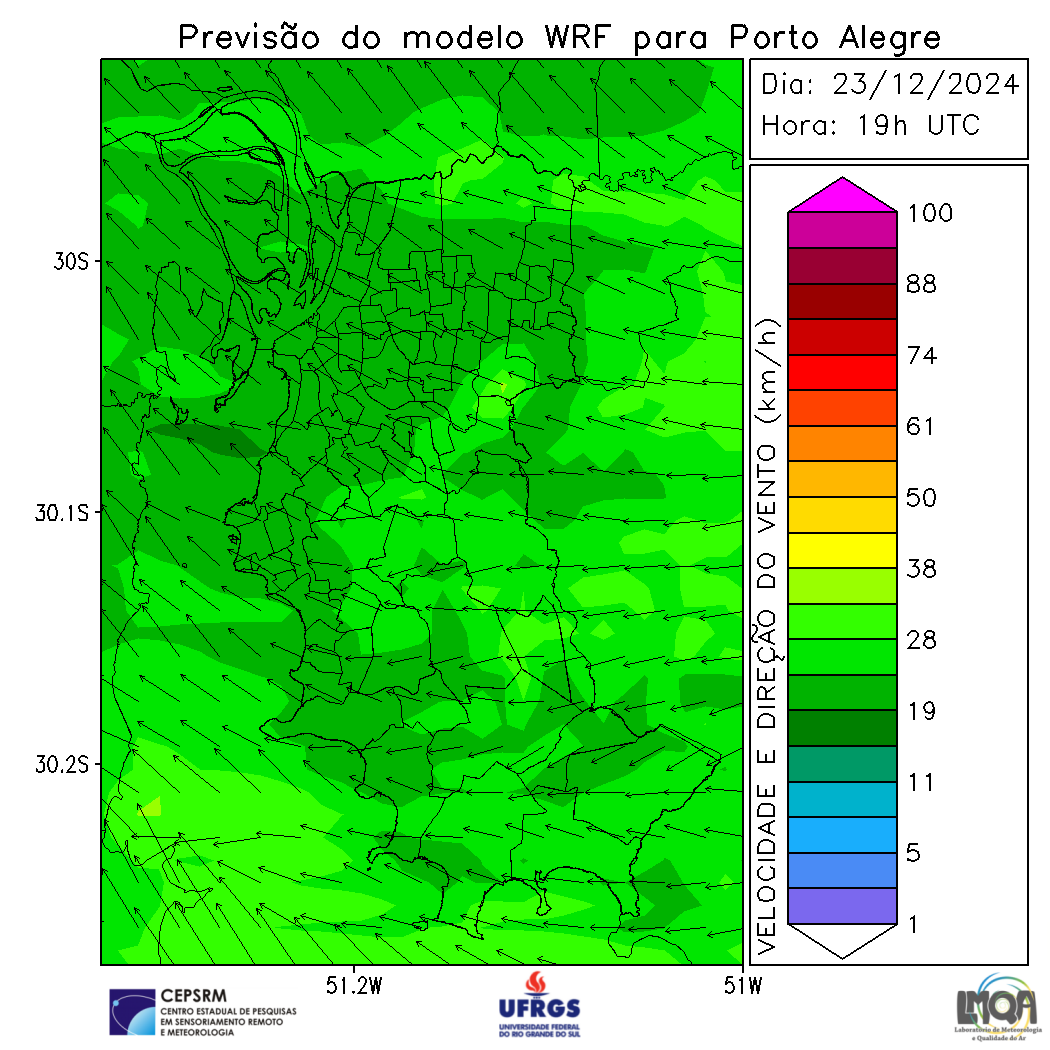 Previsão do modelo WRF para Porto Alegre
Dia: 23/12/2024
Hora: 19h UTC
30S
30.1S
30.2S
51.2W
51W
VELOCIDADE E DIREÇÃO DO VENTO (km/h)
100
88
74
61
50
38
28
19
11
5
1
CEPSRM
CENTRO ESTADUAL DE PESQUISAS
EM SENSORIAMENTO REMOTO
E METEOROLOGIA
UFRGS
UNIVERSIDADE FEDERAL
DO RIO GRANDE DO SUL
LMQA
Laboratório de Meteorologia
e Qualidade do Ar